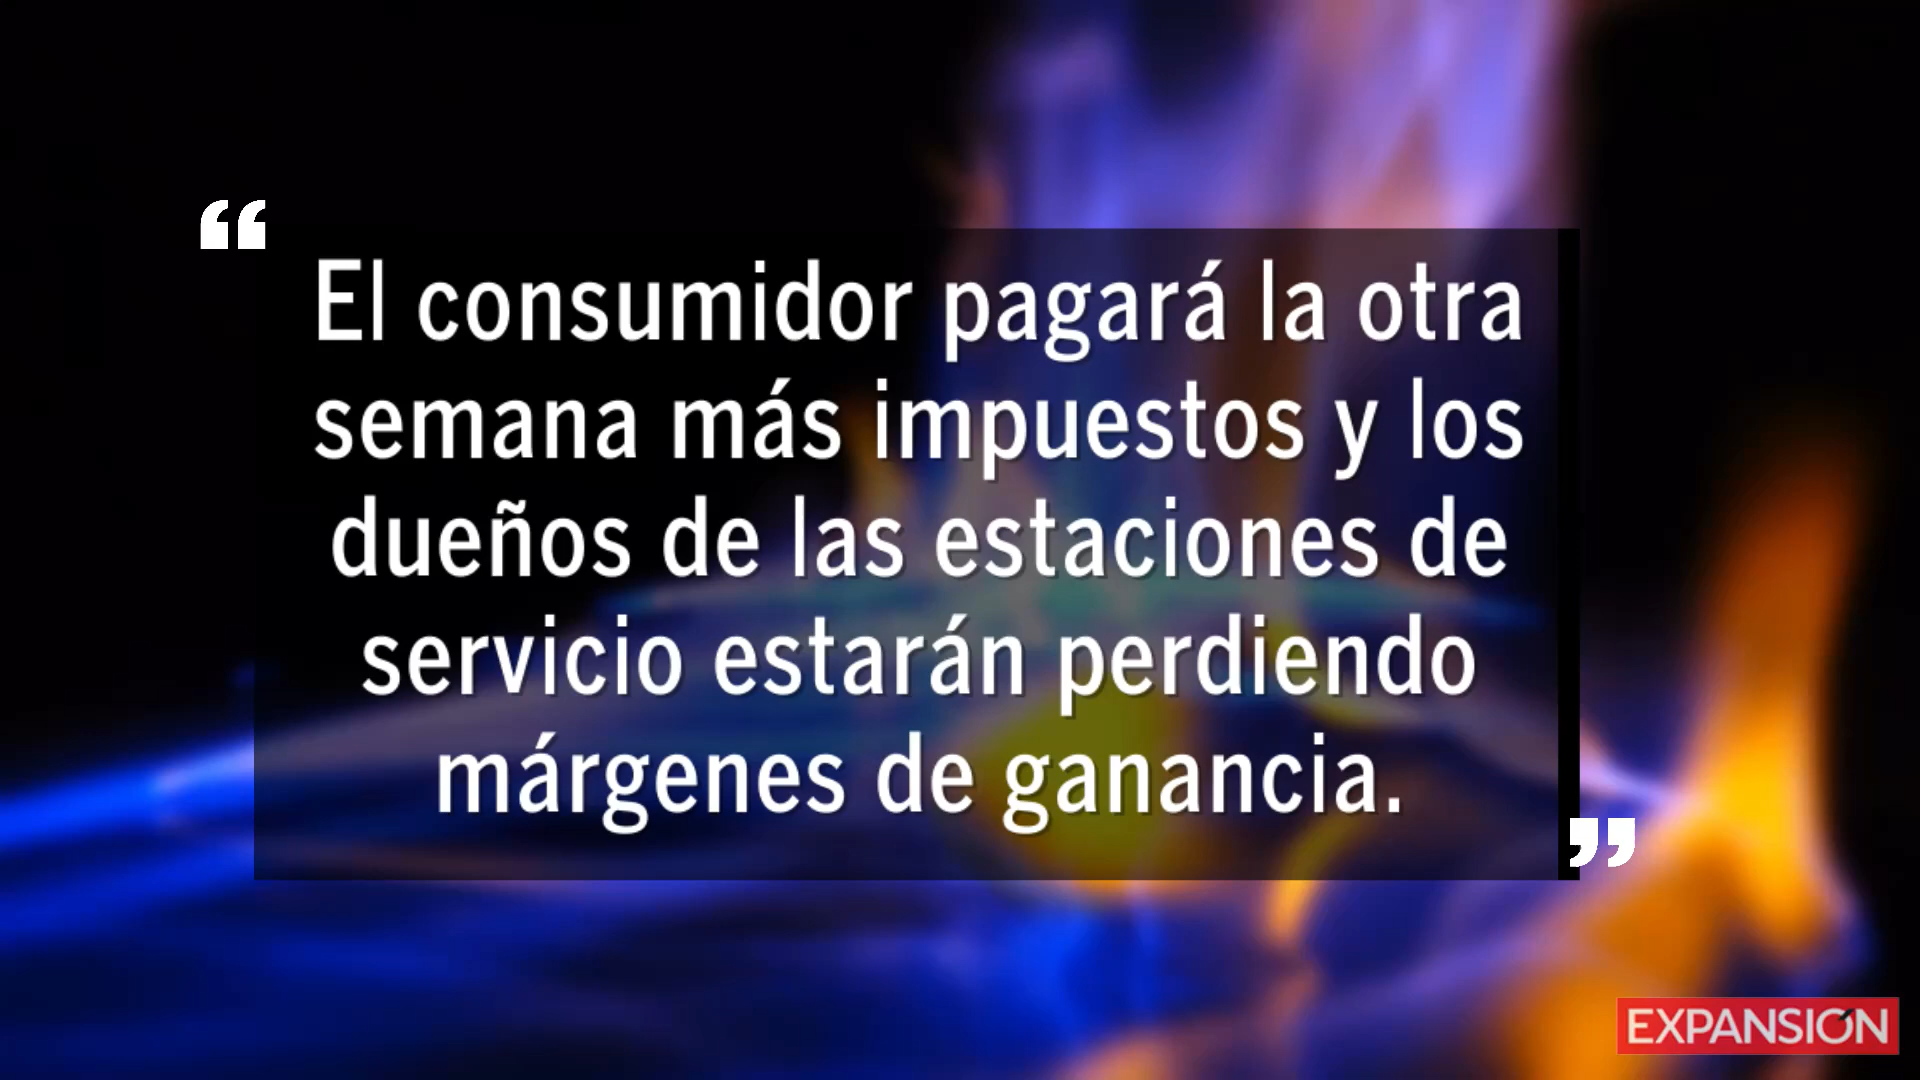 “
El consumidor pagará la otra
semana más impuestos y los
dueños de las estaciones de
servicio estarán perdiendo
márgenes de ganancia.
”
EXPANSIÓN